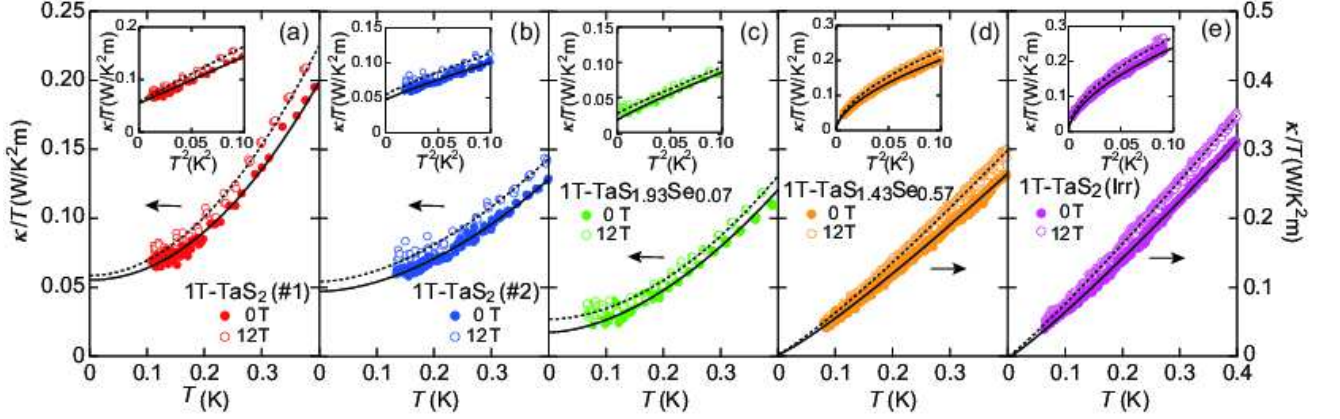 0.25
0.20
0.15
0.10
0.05
0
κ/T(W/K²m)
(a)
0.2
0.1
0
κ/T(W/K²m)
0 0.05 0.10
T²(K²)
1T-TaS₂(#1)
0T
12T
0 0.1 0.2 0.3
T(K)
(b)
0.15
0.10
0.05
0
κ/T(W/K²m)
0 0.05 0.10
T²(K²)
1T-TaS₂(#2)
0T
12T
0 0.1 0.2 0.3
T(K)
(c)
0.15
0.10
0.05
0
κ/T(W/K²m)
0 0.05 0.10
T²(K²)
1T-TaS₁.₉₃Se₀.₀₇
0T
12T
0 0.1 0.2 0.3
T(K)
(d)
0.3
0.2
0.1
0
κ/T(W/K²m)
0 0.05 0.10
T²(K²)
1T-TaS₁.₄₃Se₀.₅₇
0T
12T
0 0.1 0.2 0.3
T(K)
(e)
0.3
0.2
0.1
0
κ/T(W/K²m)
0 0.05 0.10
T²(K²)
1T-TaS₂(Irr)
0T
12T
0 0.1 0.2 0.3 0.4
T(K)
0.5
0.4
0.3
0.2
0.1
0
κ/T(W/K²m)